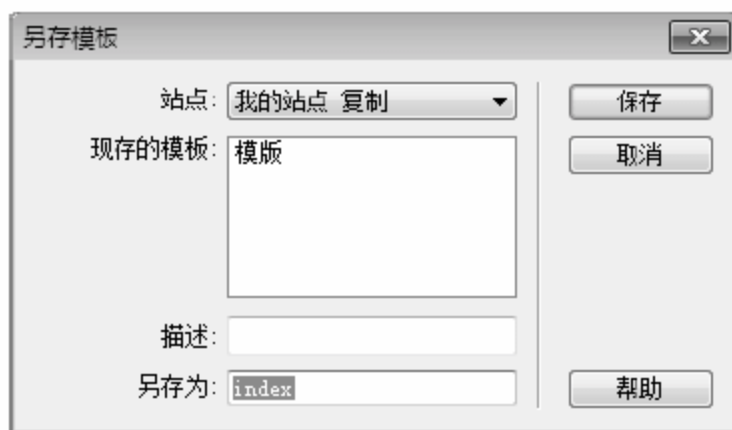 另存模板
站点: 我的站点 复制
保存
现存的模板: 模版
取消
描述:
另存为: index
帮助